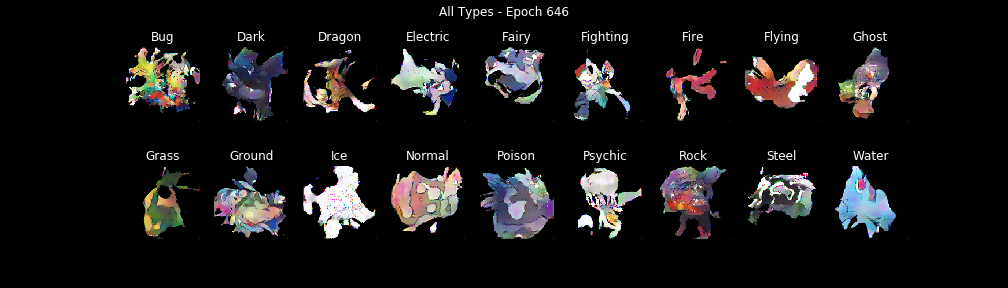 All Types - Epoch 646
Bug Dark Dragon Electric Fairy Fighting Fire Flying Ghost
Grass Ground Ice Normal Poison Psychic Rock Steel Water